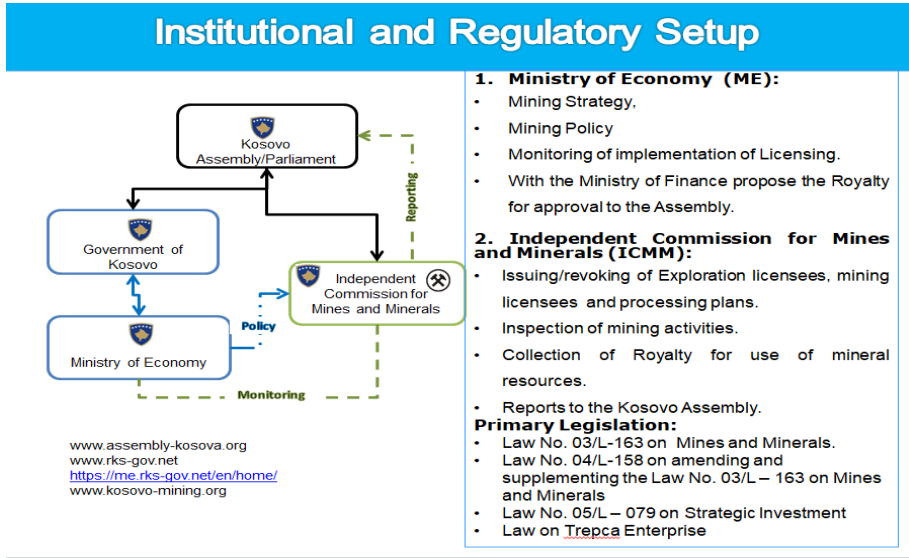 Institutional and Regulatory Setup
Kosovo
Assembly/Parliament
Reporting
Government of
Kosovo
Independent
Commission for
Mines and Minerals
Policy
Ministry of Economy
Monitoring
www.assembly-kosova.org
www.rks-gov.net
https://me.rks-gov.net/en/home/
www.kosovo-mining.org
1. Ministry of Economy (ME):
• Mining Strategy,
• Mining Policy
• Monitoring of implementation of Licensing.
• With the Ministry of Finance propose the Royalty
for approval to the Assembly.
2. Independent Commission for Mines
and Minerals (ICMM):
• Issuing/revoking of Exploration licensees, mining
licensees and processing plans.
• Inspection of mining activities.
• Collection of Royalty for use of mineral
resources.
• Reports to the Kosovo Assembly.
Primary Legislation:
• Law No. 03/L-163 on Mines and Minerals.
• Law No. 04/L-158 on amending and
supplementing the Law No. 03/L – 163 on Mines
and Minerals
• Law No. 05/L – 079 on Strategic Investment
• Law on Trepca Enterprise